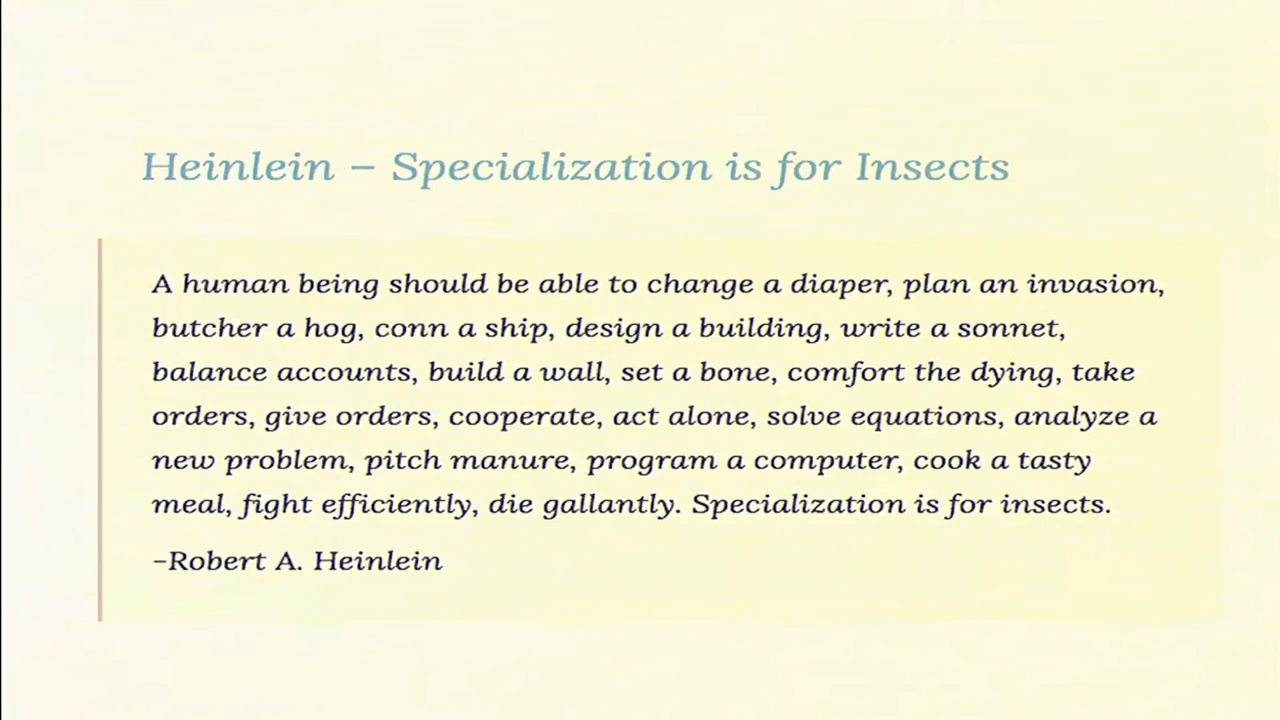 Heinlein – Specialization is for Insects
A human being should be able to change a diaper, plan an invasion,
butcher a hog, conn a ship, design a building, write a sonnet,
balance accounts, build a wall, set a bone, comfort the dying, take
orders, give orders, cooperate, act alone, solve equations, analyze a
new problem, pitch manure, program a computer, cook a tasty
meal, fight efficiently, die gallantly. Specialization is for insects.
–Robert A. Heinlein